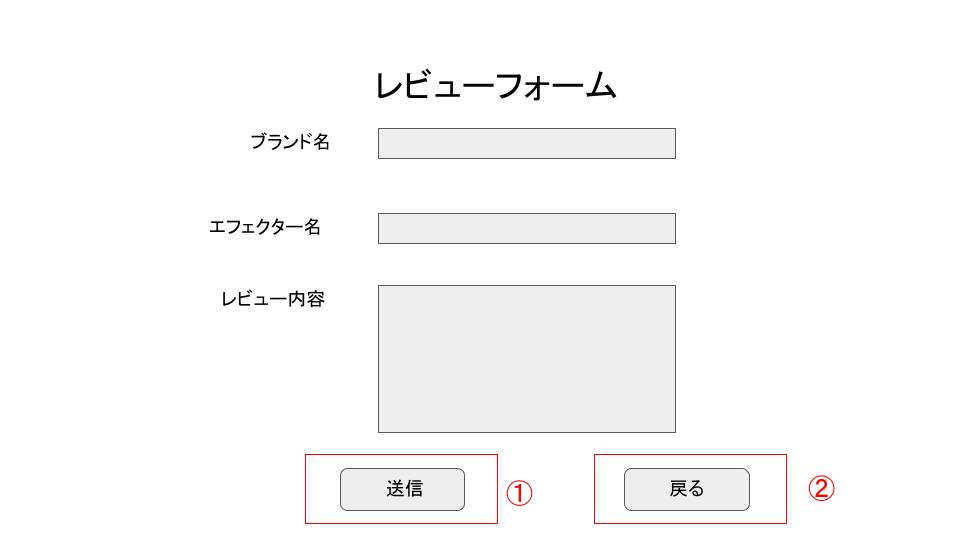 レビューフォーム
ブランド名
エフェクター名
レビュー内容
送信 ①
戻る ②